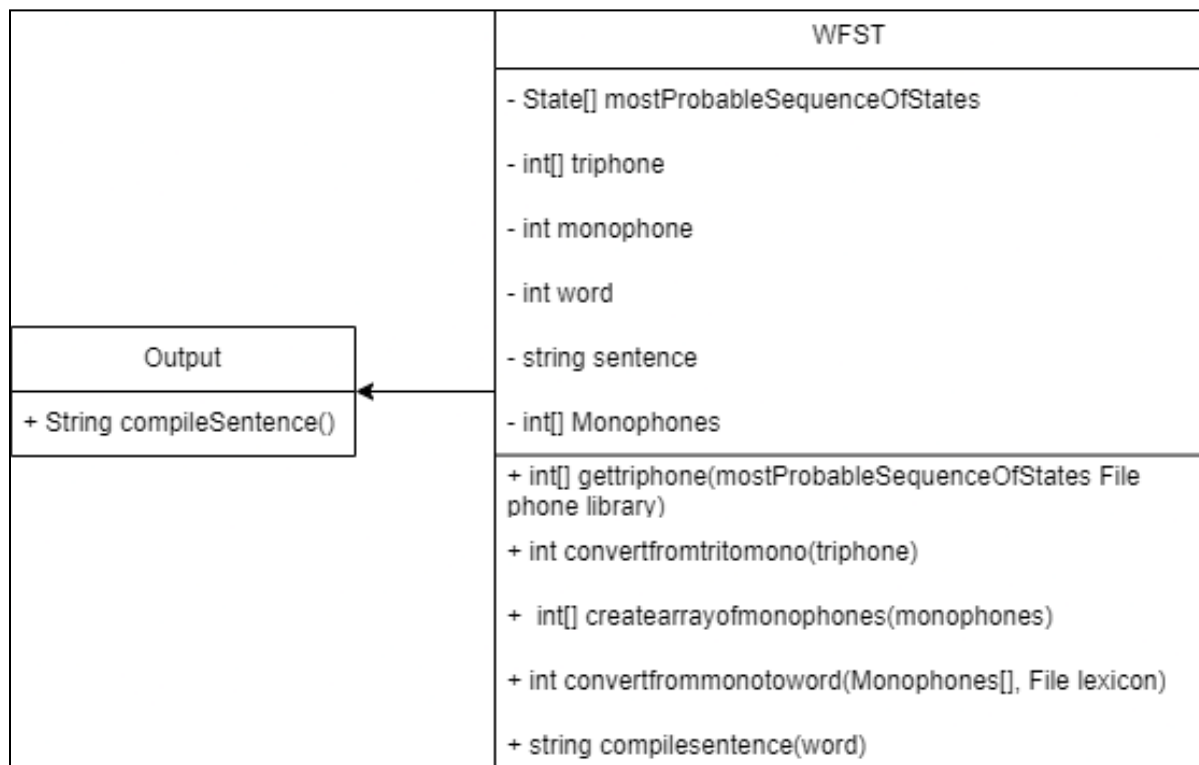 WFST
- State[] mostProbableSequenceOfStates
- int[] triphone
- int monophone
- int word
- string sentence
- int[] Monophones
+ int[] gettriphone(mostProbableSequenceOfStates File
phone library)
+ int convertfromtritomono(triphone)
+ int[] createarrayofmonophones(monophones)
+ int convertfrommonotoword(Monophones[], File lexicon)
+ string compilesentence(word)
Output
+ String compileSentence()